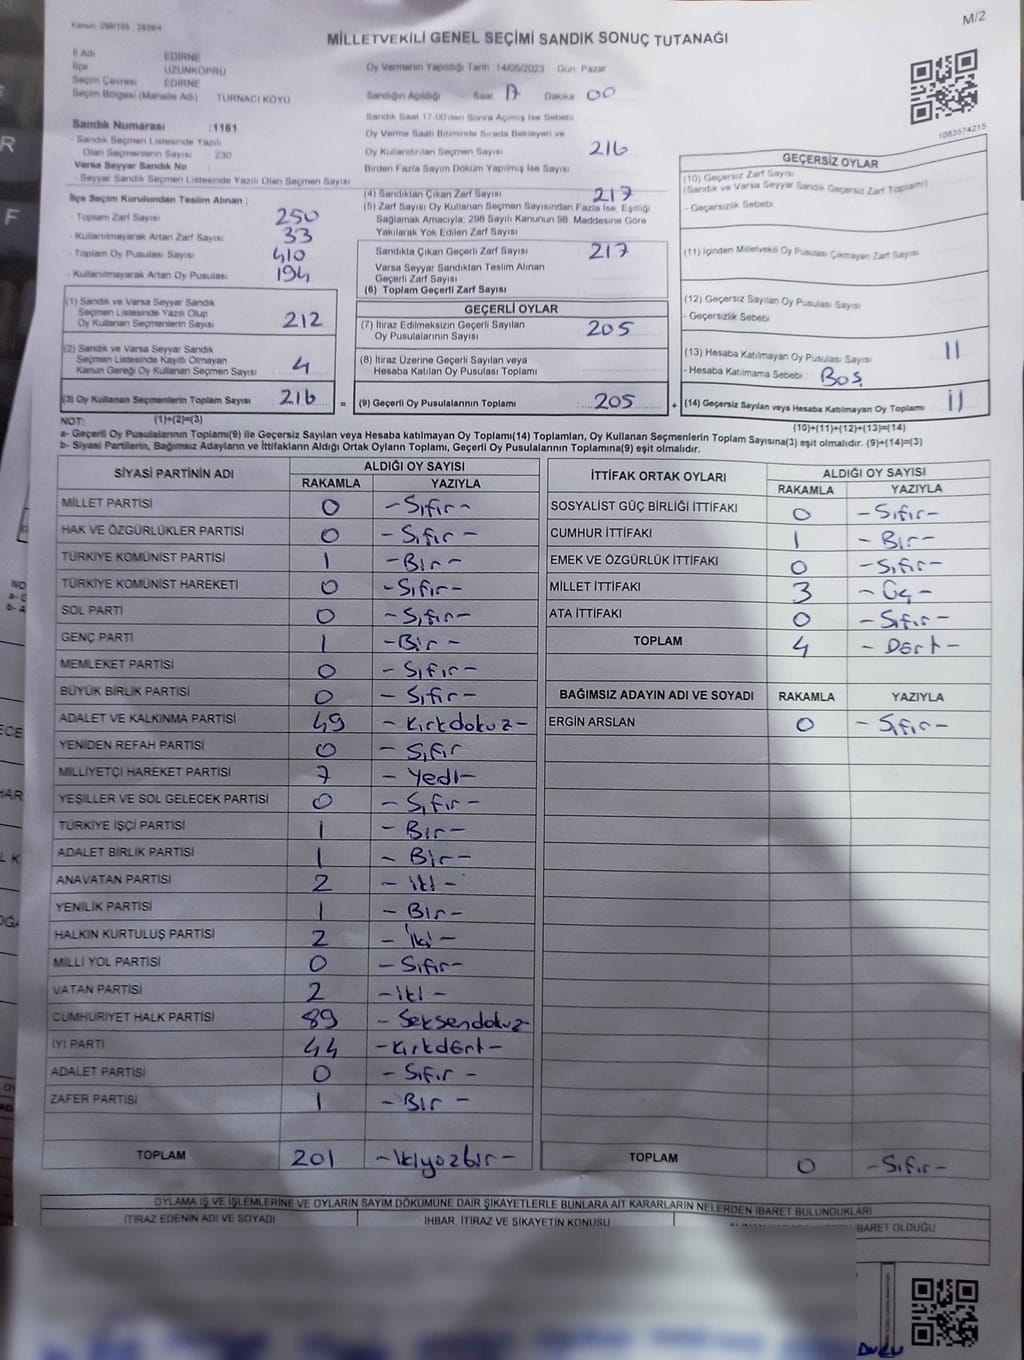 Kanun: 298/105 - 2839/4
M/2
MİLLETVEKİLİ GENEL SEÇİMİ SANDIK SONUÇ TUTANAĞI
İl Adı EDİRNE
İlçe UZUNKÖPRÜ
Seçim Çevresi EDİRNE
Seçim Bölgesi (Mahalle Adı) TURNACI KÖYÜ
Sandık Numarası :1161
- Sandık Seçmen Listesinde Yazılı
Olan Seçmenlerin Sayısı 230
Varsa Seyyar Sandık No
- Seyyar Sandık Seçmen Listesinde Yazılı Olan Seçmen Sayısı
İlçe Seçim Kurulundan Teslim Alınan ;
- Toplam Zarf Sayısı 250
- Kullanılmayarak Artan Zarf Sayısı 33
- Toplam Oy Pusulası Sayısı 410
- Kullanılmayarak Artan Oy Pusulası 194
(1) Sandık ve Varsa Seyyar Sandık
Seçmen Listesinde Yazılı Olup
Oy Kullanan Seçmenlerin Sayısı 212
(2) Sandık ve Varsa Seyyar Sandık
Seçmen Listesinde Kayıtlı Olmayan
Kanun Gereği Oy Kullanan Seçmen Sayısı 4
(3) Oy Kullanan Seçmenlerin Toplam Sayısı 216
Oy Vermenin Yapıldığı Tarih :14/05/2023 Gün: Pazar
Sandığın Açıldığı Saat 17 Dakika 00
Sandık Saat 17.00'den Sonra Açılmış İse Sebebi
Oy Verme Saati Bitiminde Sırada Bekleyen ve
Oy Kullandırılan Seçmen Sayısı 216
Birden Fazla Sayım Döküm Yapılmış İse Sayısı
(4) Sandıktan Çıkan Zarf Sayısı 217
(5) Zarf Sayısı Oy Kullanan Seçmen Sayısından Fazla İse, Eşitliği
Sağlamak Amacıyla; 298 Sayılı Kanunun 98. Maddesine Göre
Yakılarak Yok Edilen Zarf Sayısı
Sandıkta Çıkan Geçerli Zarf Sayısı 217
Varsa Seyyar Sandıktan Teslim Alınan
Geçerli Zarf Sayısı
(6) Toplam Geçerli Zarf Sayısı
GEÇERLİ OYLAR
(7) İtiraz Edilmeksizin Geçerli Sayılan
Oy Pusulalarının Sayısı 205
(8) İtiraz Üzerine Geçerli Sayılan veya
Hesaba Katılan Oy Pusulası Toplamı
= (9) Geçerli Oy Pusulalarının Toplamı 205 +
1083574215
GEÇERSİZ OYLAR
(10) Geçersiz Zarf Sayısı
(Sandık ve Varsa Seyyar Sandık Geçersiz Zarf Toplamı)
- Geçersizlik Sebebi
(11) İçinden Milletvekili Oy Pusulası Çıkmayan Zarf Sayısı
(12) Geçersiz Sayılan Oy Pusulası Sayısı
- Geçersizlik Sebebi
(13) Hesaba Katılmayan Oy Pusulası Sayısı 11
- Hesaba Katılmama Sebebi Boş
(14) Geçersiz Sayılan veya Hesaba Katılmayan Oy Toplamı 11
NOT: (1)+(2)=(3) (10)+(11)+(12)+(13)=(14)
a- Geçerli Oy Pusulalarının Toplamı(9) ile Geçersiz Sayılan veya Hesaba katılmayan Oy Toplamı(14) Toplamları, Oy Kullanan Seçmenlerin Toplam Sayısına(3) eşit olmalıdır. (9)+(14)=(3)
b- Siyasi Partilerin, Bağımsız Adayların ve İttifakların Aldığı Ortak Oyların Toplamı, Geçerli Oy Pusulalarının Toplamına(9) eşit olmalıdır.
SİYASİ PARTİNİN ADI ALDIĞI OY SAYISI
RAKAMLA YAZIYLA
MİLLET PARTİSİ 0 -Sıfır-
HAK VE ÖZGÜRLÜKLER PARTİSİ 0 -Sıfır-
TÜRKİYE KOMÜNİST PARTİSİ 1 -Bir-
TÜRKİYE KOMÜNİST HAREKETİ 0 -Sıfır-
SOL PARTİ 0 -Sıfır-
GENÇ PARTİ 1 -Bir-
MEMLEKET PARTİSİ 0 -Sıfır-
BÜYÜK BİRLİK PARTİSİ 0 -Sıfır-
ADALET VE KALKINMA PARTİSİ 49 -Kırkdokuz-
YENİDEN REFAH PARTİSİ 0 -Sıfır
MİLLİYETÇİ HAREKET PARTİSİ 7 -Yedi-
YEŞİLLER VE SOL GELECEK PARTİSİ 0 -Sıfır-
TÜRKİYE İŞÇİ PARTİSİ 1 -Bir-
ADALET BİRLİK PARTİSİ 1 -Bir-
ANAVATAN PARTİSİ 2 -iki-
YENİLİK PARTİSİ 1 -Bir-
HALKIN KURTULUŞ PARTİSİ 2 -iki-
MİLLİ YOL PARTİSİ 0 -Sıfır-
VATAN PARTİSİ 2 -iki-
CUMHURİYET HALK PARTİSİ 89 -Seksendokuz
İYİ PARTİ 44 -Kırkdört-
ADALET PARTİSİ 0 -Sıfır-
ZAFER PARTİSİ 1 -Bir-
TOPLAM 201 -ikiyüzbir-
İTTİFAK ORTAK OYLARI ALDIĞI OY SAYISI
RAKAMLA YAZIYLA
SOSYALİST GÜÇ BİRLİĞİ İTTİFAKI 0 -Sıfır-
CUMHUR İTTİFAKI 1 -Bir-
EMEK VE ÖZGÜRLÜK İTTİFAKI 0 -Sıfır-
MİLLET İTTİFAKI 3 -Üç-
ATA İTTİFAKI 0 -Sıfır-
TOPLAM 4 -Dört-
BAĞIMSIZ ADAYIN ADI VE SOYADI RAKAMLA YAZIYLA
ERGİN ARSLAN 0 -Sıfır-
TOPLAM 0 -Sıfır-
OYLAMA İŞ VE İŞLEMLERİNE VE OYLARIN SAYIM DÖKÜMÜNE DAİR ŞİKAYETLERLE BUNLARA AİT KARARLARIN NELERDEN İBARET BULUNDUKLARI
İTİRAZ EDENİN ADI VE SOYADI İHBAR, İTİRAZ VE ŞİKAYETİN KONUSU İBARET OLDUĞU